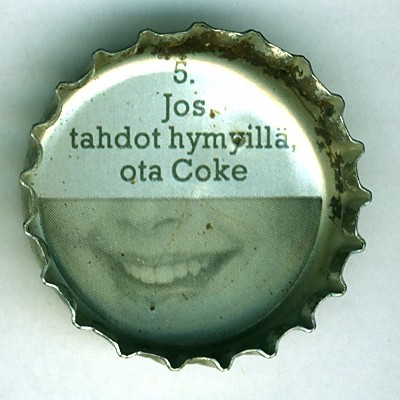 5.
Jos
tahdot hymyillä,
ota Coke